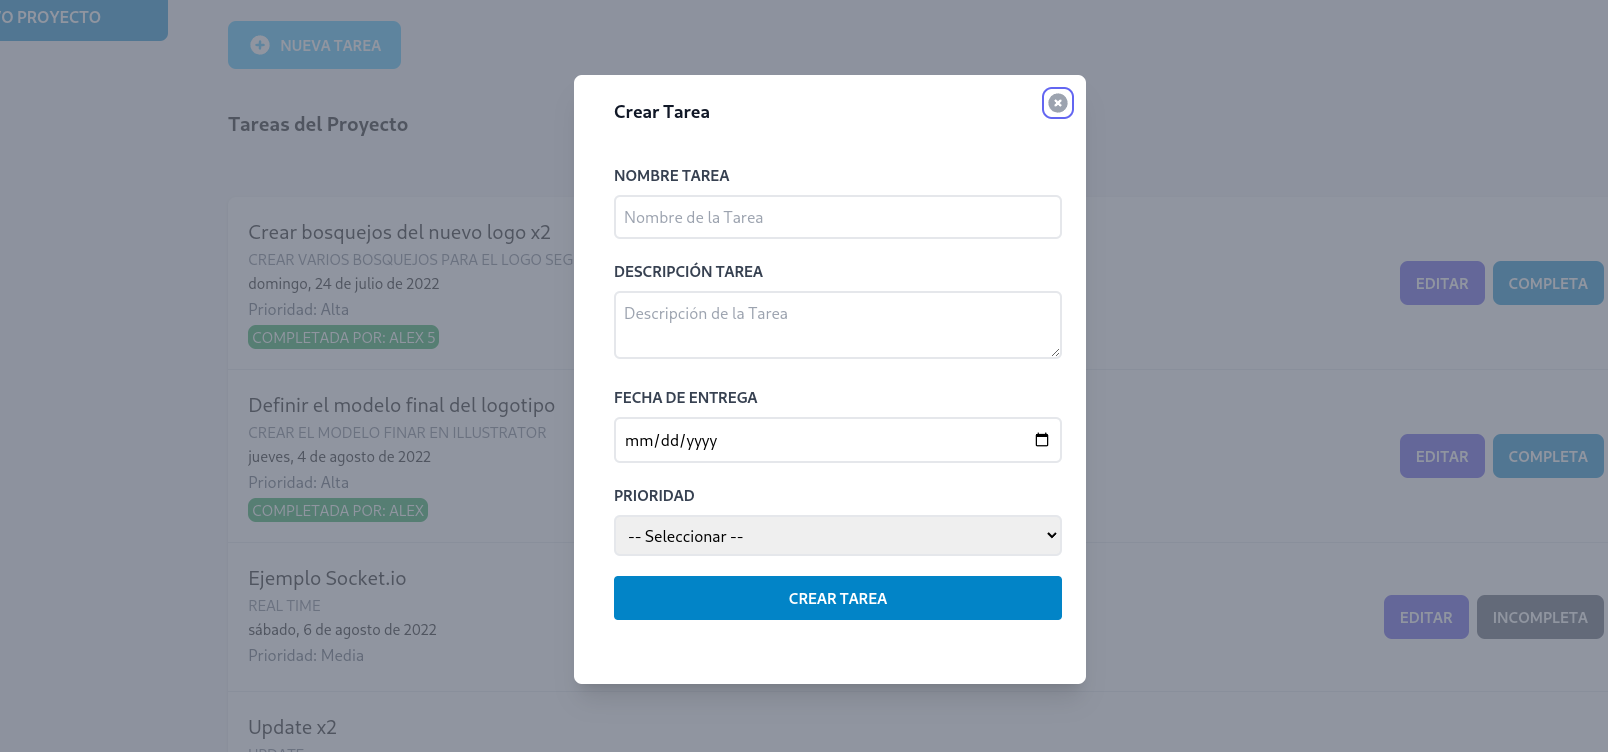 O PROYECTO
NUEVA TAREA
Tareas del Proyecto
Crear bosquejos del nuevo logo x2
CREAR VARIOS BOSQUEJOS PARA EL LOGO SEG
domingo, 24 de julio de 2022
Prioridad: Alta
COMPLETADA POR: ALEX 5
EDITAR
COMPLETA
Definir el modelo final del logotipo
CREAR EL MODELO FINAR EN ILLUSTRATOR
jueves, 4 de agosto de 2022
Prioridad: Alta
COMPLETADA POR: ALEX
EDITAR
COMPLETA
Ejemplo Socket.io
REAL TIME
sábado, 6 de agosto de 2022
Prioridad: Media
EDITAR
INCOMPLETA
Update x2
Crear Tarea
NOMBRE TAREA
Nombre de la Tarea
DESCRIPCIÓN TAREA
Descripción de la Tarea
FECHA DE ENTREGA
mm/dd/yyyy
PRIORIDAD
-- Seleccionar --
CREAR TAREA